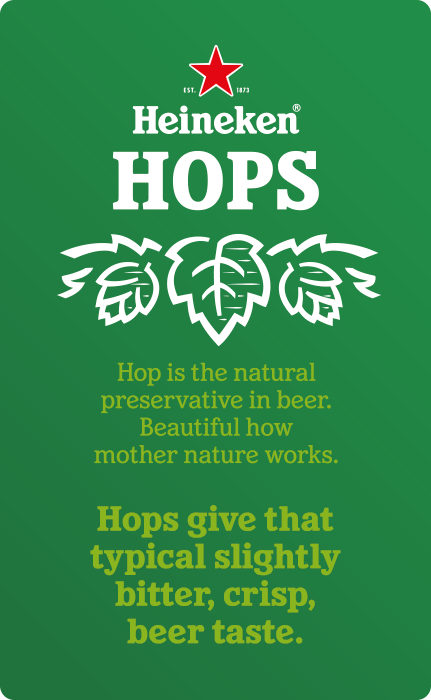 EST. 1873
Heineken®
HOPS
Hop is the natural
preservative in beer.
Beautiful how
mother nature works.
Hops give that
typical slightly
bitter, crisp,
beer taste.